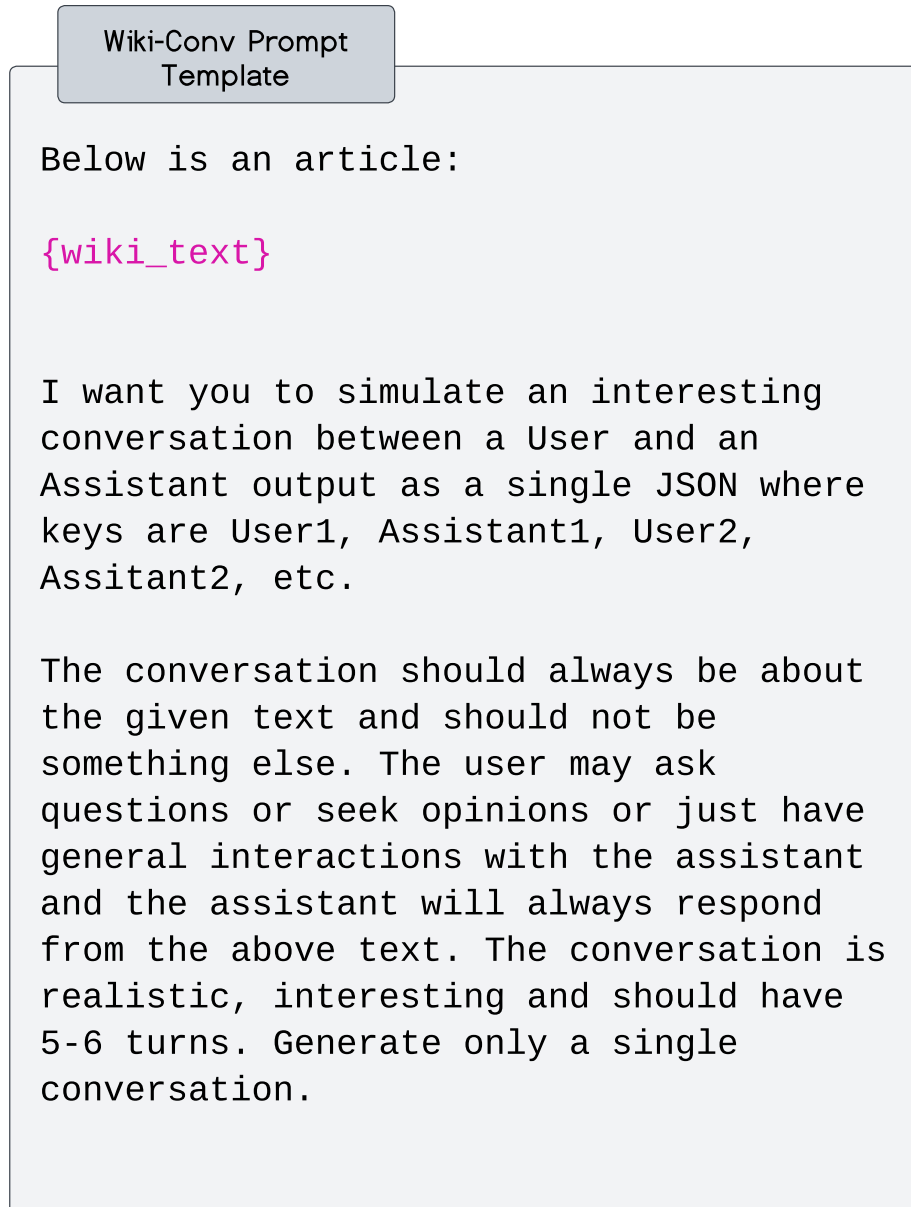 Wiki-Conv Prompt
Template
Below is an article:
{wiki_text}
I want you to simulate an interesting
conversation between a User and an
Assistant output as a single JSON where
keys are User1, Assistant1, User2,
Assitant2, etc.
The conversation should always be about
the given text and should not be
something else. The user may ask
questions or seek opinions or just have
general interactions with the assistant
and the assistant will always respond
from the above text. The conversation is
realistic, interesting and should have
5-6 turns. Generate only a single
conversation.